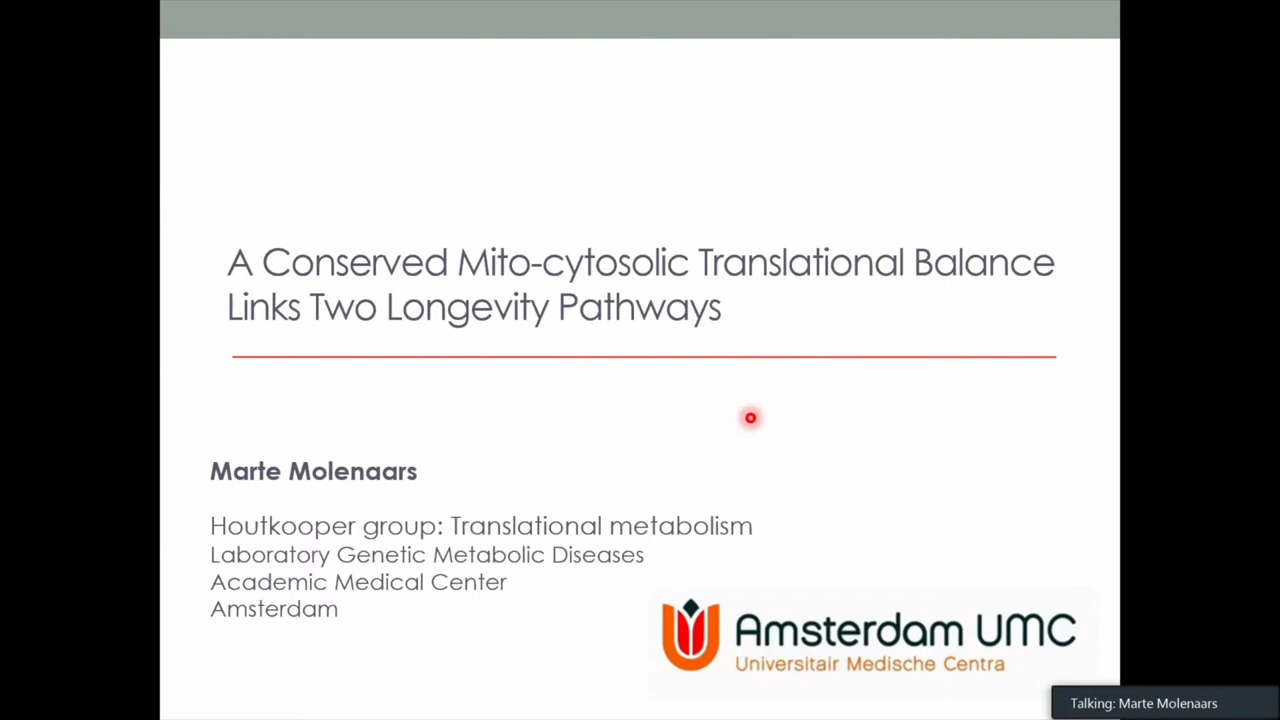 A Conserved Mito-cytosolic Translational Balance
Links Two Longevity Pathways
Marte Molenaars
Houtkooper group: Translational metabolism
Laboratory Genetic Metabolic Diseases
Academic Medical Center
Amsterdam
Amsterdam UMC
Universitair Medische Centra
Talking: Marte Molenaars